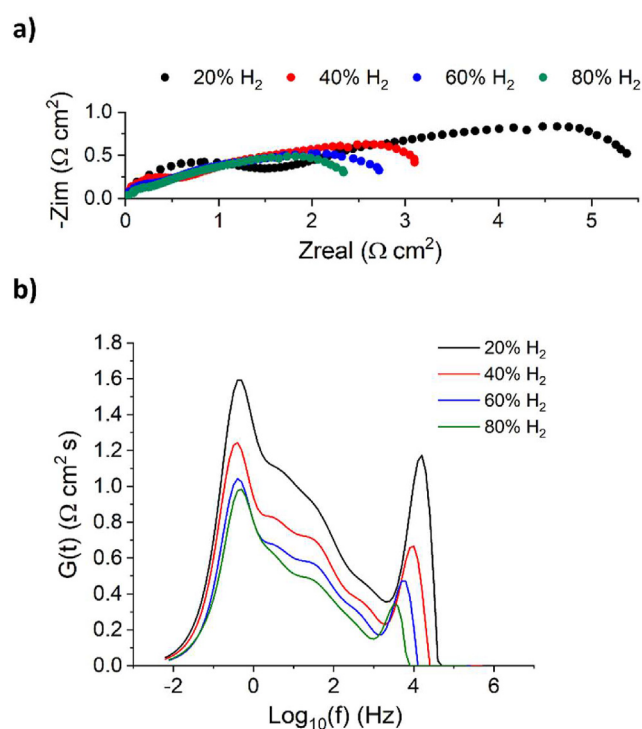 a)
20% H₂ 40% H₂ 60% H₂ 80% H₂
-Zim (Ω cm²)
1.0
0.5
0.0
0 1 2 3 4 5
Zreal (Ω cm²)
b)
G(t) (Ω cm² s)
1.8
1.6
1.4
1.2
1.0
0.8
0.6
0.4
0.2
0.0
20% H₂
40% H₂
60% H₂
80% H₂
-2 0 2 4 6
Log₁₀(f) (Hz)